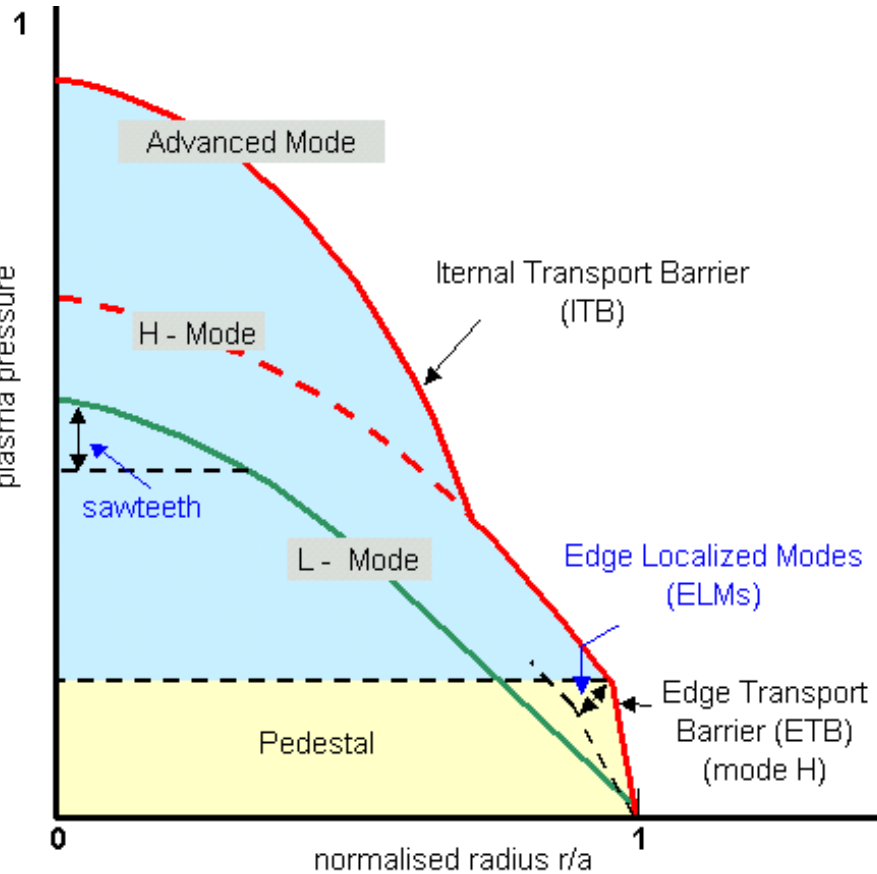 1
Advanced Mode
Iternal Transport Barrier
(ITB)
plasma pressure
H - Mode
sawteeth
L - Mode
Edge Localized Modes
(ELMs)
Edge Transport
Barrier (ETB)
(mode H)
Pedestal
0
1
normalised radius r/a